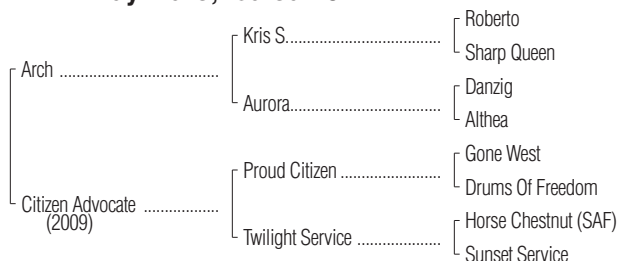 Roberto
Kris S.
Sharp Queen
Arch
Danzig
Aurora
Althea
Gone West
Proud Citizen
Drums Of Freedom
Citizen Advocate
(2009)
Horse Chestnut (SAF)
Twilight Service
Sunset Service